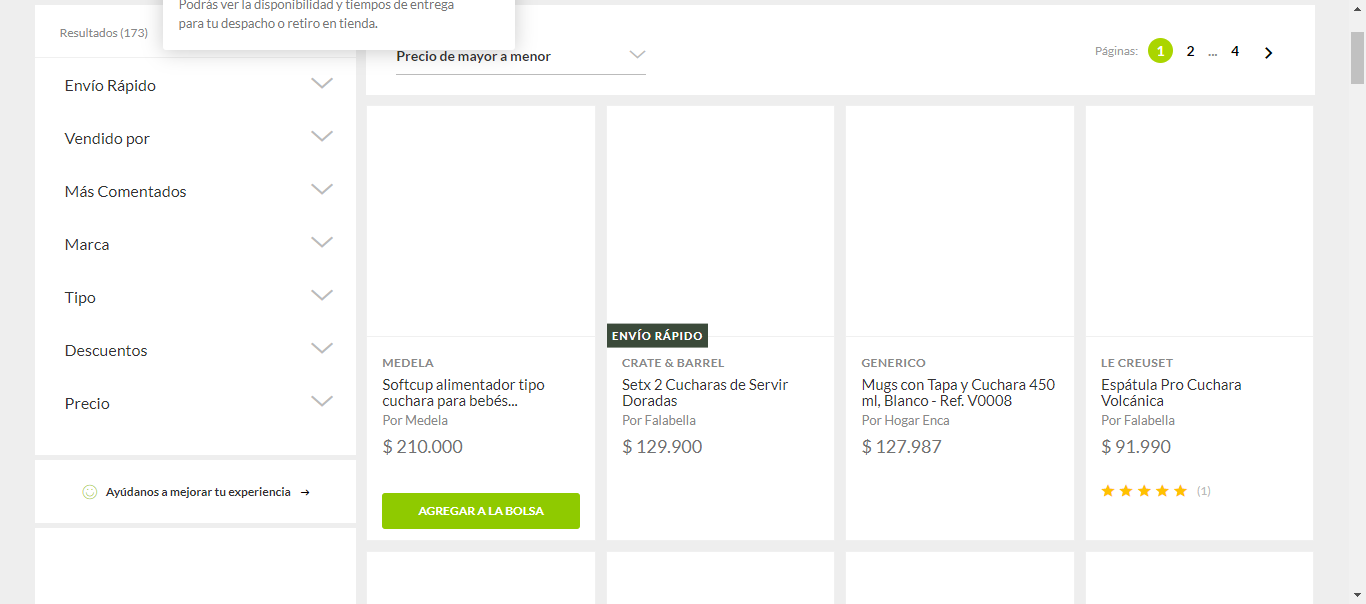 Podrás ver la disponibilidad y tiempos de entrega
para tu despacho o retiro en tienda.
Resultados (173)
Precio de mayor a menor
Páginas: 1 2 ... 4
Envío Rápido
Vendido por
Más Comentados
Marca
Tipo
Descuentos
Precio
Ayúdanos a mejorar tu experiencia →
MEDELA
Softcup alimentador tipo
cuchara para bebés...
Por Medela
$ 210.000
AGREGAR A LA BOLSA
ENVÍO RÁPIDO
CRATE & BARREL
Setx 2 Cucharas de Servir
Doradas
Por Falabella
$ 129.900
GENERICO
Mugs con Tapa y Cuchara 450
ml, Blanco - Ref. V0008
Por Hogar Enca
$ 127.987
LE CREUSET
Espátula Pro Cuchara
Volcánica
Por Falabella
$ 91.990
(1)